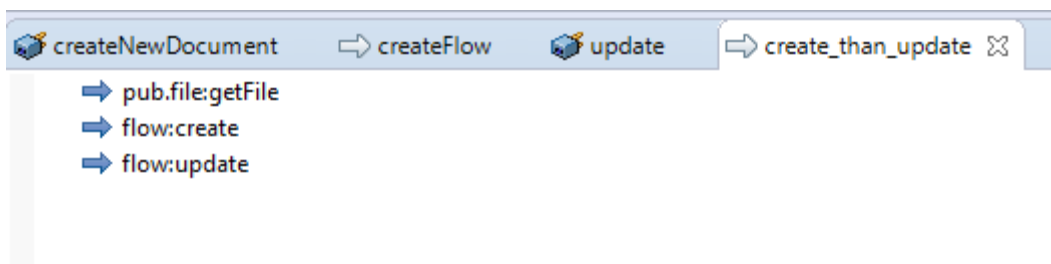 createNewDocument createFlow update create_than_update
pub.file:getFile
flow:create
flow:update